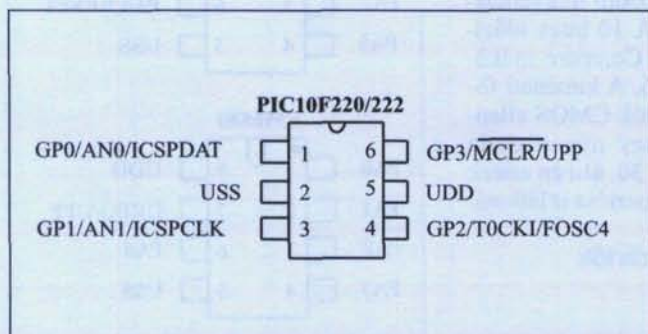 PIC10F220/222
GP0/AN0/ICSPDAT 1 6 GP3/MCLR/UPP
USS 2 5 UDD
GP1/AN1/ICSPCLK 3 4 GP2/T0CKI/FOSC4